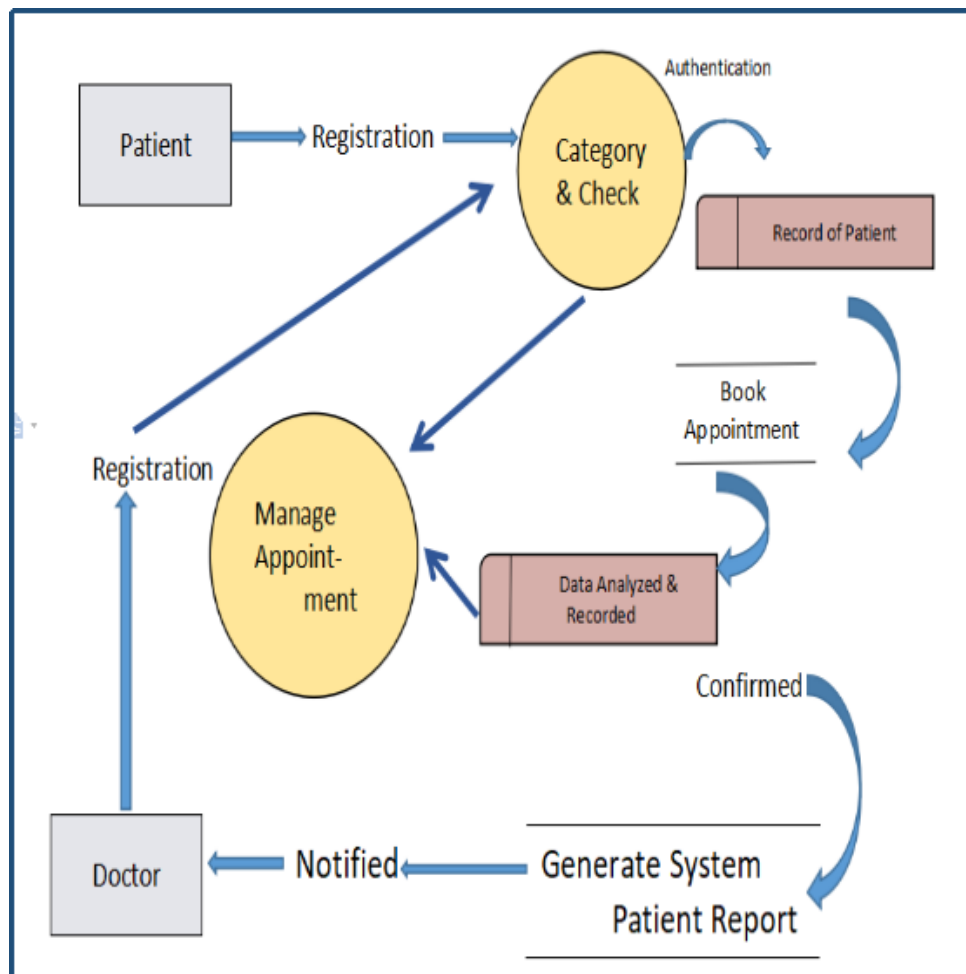 Authentication
Patient
Registration
Category
& Check
Record of Patient
Book
Appointment
Registration
Manage
Appoint-
ment
Data Analyzed &
Recorded
Confirmed
Doctor
Notified
Generate System
Patient Report